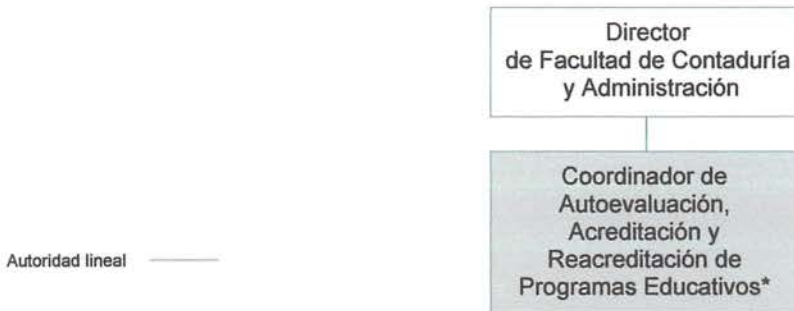 Director
de Facultad de Contaduría
y Administración
Coordinador de
Autoevaluación,
Acreditación y
Reacreditación de
Programas Educativos*
Autoridad lineal